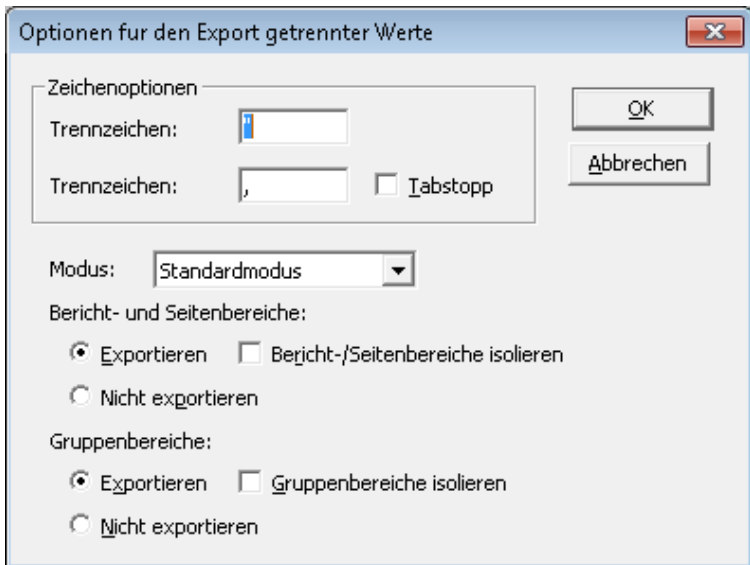 Optionen fur den Export getrennter Werte
Zeichenoptionen
Trennzeichen: "
OK
Trennzeichen: , Tabstopp
Abbrechen
Modus: Standardmodus
Bericht- und Seitenbereiche:
Exportieren Bericht-/Seitenbereiche isolieren
Nicht exportieren
Gruppenbereiche:
Exportieren Gruppenbereiche isolieren
Nicht exportieren